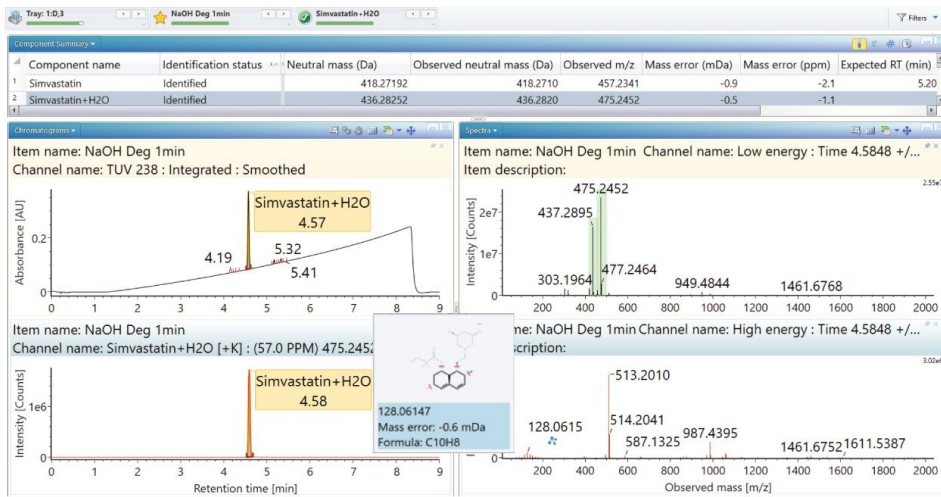 Tray: 1:D,3
NaOH Deg 1min
Simvastatin+H2O
Filters
Component Summary
Component name Identification status Neutral mass (Da) Observed neutral mass (Da) Observed m/z Mass error (mDa) Mass error (ppm) Expected RT (min)
1 Simvastatin Identified 418.27192 418.2710 457.2341 -0.9 -2.1 5.20
2 Simvastatin+H2O Identified 436.28252 436.2820 475.2452 -0.5 -1.1
Chromatograms
Item name: NaOH Deg 1min
Channel name: TUV 238 : Integrated : Smoothed
Absorbance [AU]
0.2
0
Simvastatin+H2O
4.57
4.19
5.32
5.41
0 1 2 3 4 5 6 7 8 9
Item name: NaOH Deg 1min
Channel name: Simvastatin+H2O [+K] : (57.0 PPM) 475.2452
Intensity [Counts]
1e6
0
Simvastatin+H2O
4.58
0 1 2 3 4 5 6 7 8 9
Retention time [min]
Spectra
Item name: NaOH Deg 1min Channel name: Low energy : Time 4.5848 +/...
Item description:
2.55e7
Intensity [Counts]
2e7
1e7
0
475.2452
437.2895
477.2464
303.1964
949.4844
1461.6768
200 400 600 800 1000 1200 1400 1600 1800 2000
name: NaOH Deg 1min Channel name: High energy : Time 4.5848 +/...
description:
513.2010
514.2041
128.0615
587.1325
987.4395
1461.6752
1611.5387
200 400 600 800 1000 1200 1400 1600 1800 2000
Observed mass [m/z]
128.06147
Mass error: -0.6 mDa
Formula: C10H8